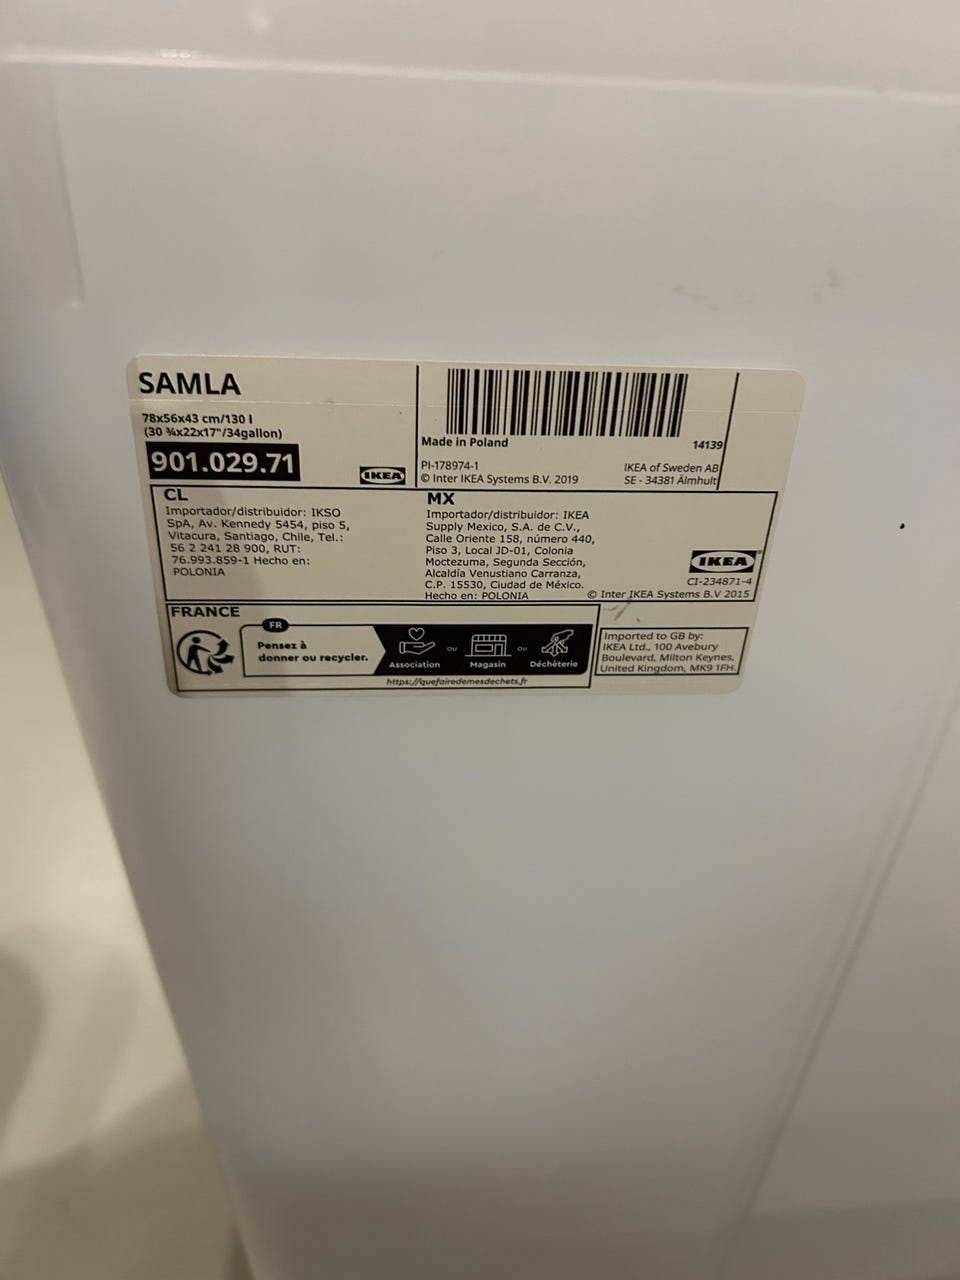 SAMLA
78x56x43 cm/130 l
(30 ¾x22x17"/34gallon)
901.029.71
IKEA
Made in Poland
14139
PI-178974-1
© Inter IKEA Systems B.V. 2019
IKEA of Sweden AB
SE - 34381 Älmhult
CL
Importador/distribuidor: IKSO
SpA, Av. Kennedy 5454, piso 5,
Vitacura, Santiago, Chile, Tel.:
56 2 241 28 900, RUT:
76.993.859-1 Hecho en:
POLONIA
MX
Importador/distribuidor: IKEA
Supply Mexico, S.A. de C.V.,
Calle Oriente 158, número 440,
Piso 3, Local JD-01, Colonia
Moctezuma, Segunda Sección,
Alcaldía Venustiano Carranza,
C.P. 15530, Ciudad de México.
Hecho en: POLONIA
IKEA®
CI-234871-4
© Inter IKEA Systems B.V 2015
FRANCE
FR
Pensez à
donner ou recycler.
Association
ou
Magasin
ou
Déchèterie
https://quefairedemesdechets.fr
Imported to GB by:
IKEA Ltd., 100 Avebury
Boulevard, Milton Keynes,
United Kingdom, MK9 1FH.